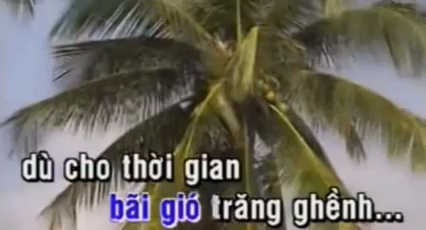 dù cho thời gian
bãi gió trăng ghềnh...